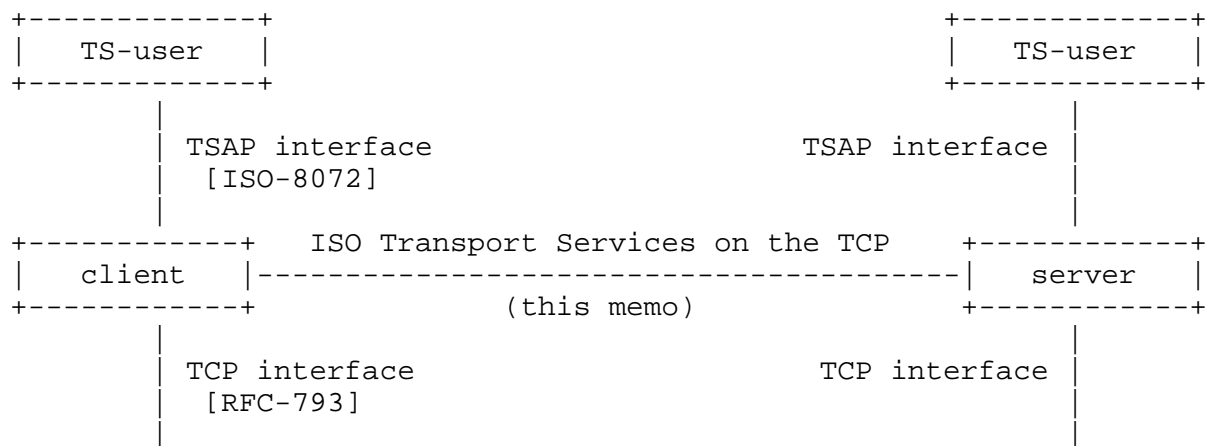 TS-user TS-user
TSAP interface TSAP interface
[ISO-8072]
ISO Transport Services on the TCP
client server
(this memo)
TCP interface TCP interface
[RFC-793]